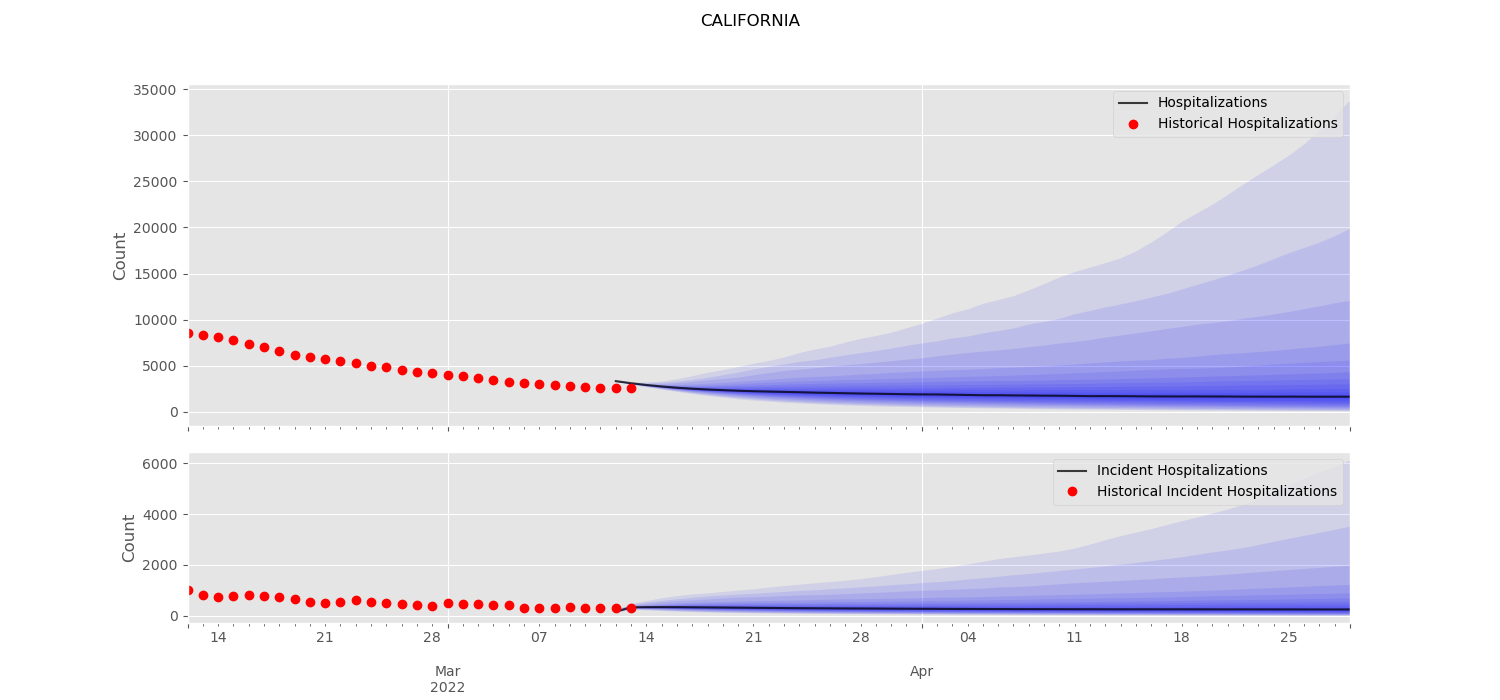 CALIFORNIA
35000
30000
25000
20000
15000
10000
5000
0
Count
Hospitalizations
Historical Hospitalizations
6000
4000
2000
0
Count
Incident Hospitalizations
Historical Incident Hospitalizations
14 21 28 07 14 21 28 04 11 18 25
Mar Apr
2022